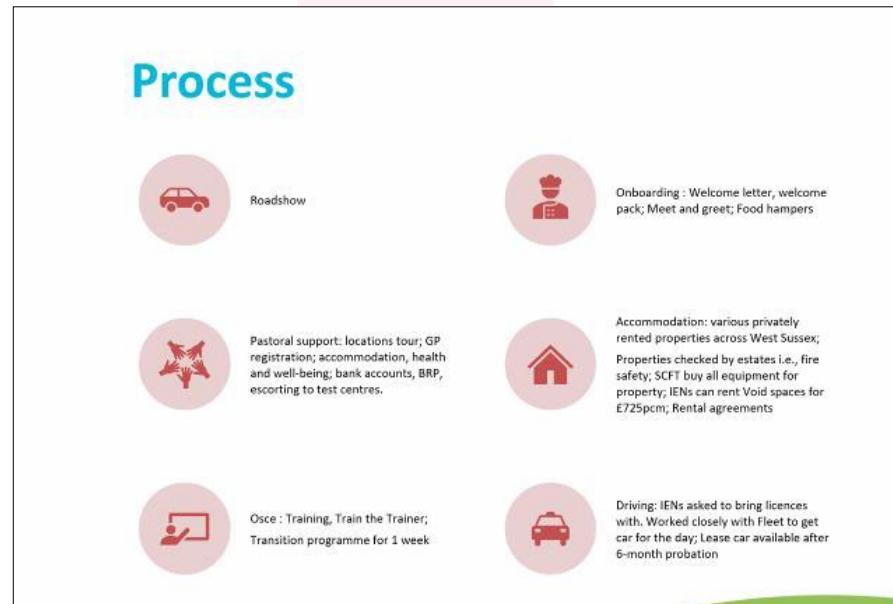 Process
Roadshow
Onboarding : Welcome letter, welcome
pack; Meet and greet; Food hampers
Pastoral support: locations tour; GP
registration; accommodation, health
and well-being; bank accounts, BRP,
escorting to test centres.
Accommodation: various privately
rented properties across West Sussex;
Properties checked by estates i.e., fire
safety; SCFT buy all equipment for
property; IENs can rent Void spaces for
£725pcm; Rental agreements
Osce : Training, Train the Trainer;
Transition programme for 1 week
Driving: IENs asked to bring licences
with. Worked closely with Fleet to get
car for the day; Lease car available after
6-month probation